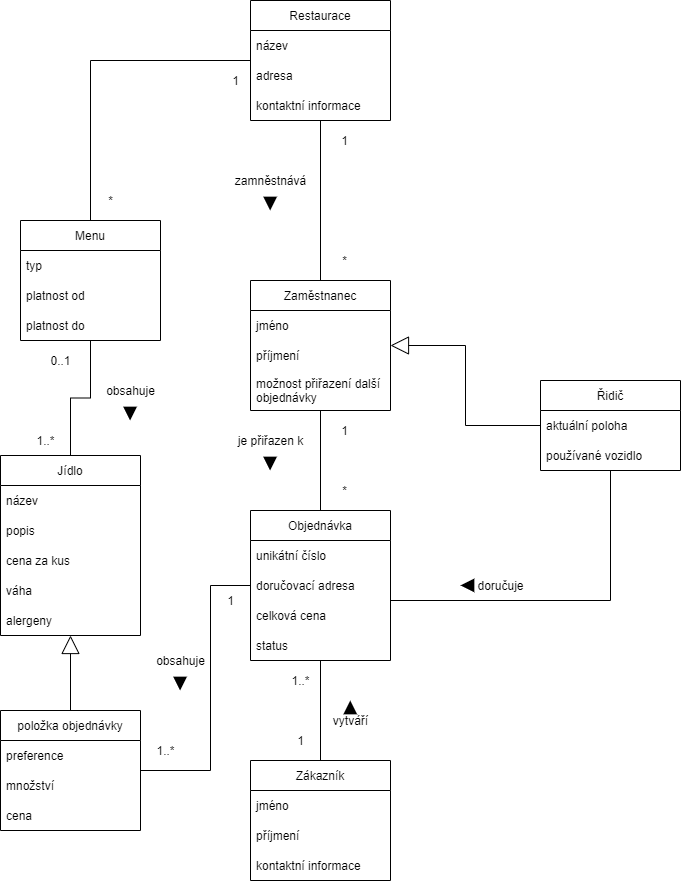 Restaurace
název
adresa
kontaktní informace
1
1
zamněstnává
*
*
Menu
typ
platnost od
platnost do
Zaměstnanec
jméno
příjmení
možnost přiřazení další
objednávky
0..1
obsahuje
1..*
Řidič
aktuální poloha
používané vozidlo
1
je přiřazen k
*
Jídlo
název
popis
cena za kus
váha
alergeny
Objednávka
unikátní číslo
doručovací adresa
celková cena
status
doručuje
1
obsahuje
1..*
položka objednávky
preference
množství
cena
1..*
vytváří
1
Zákazník
jméno
příjmení
kontaktní informace